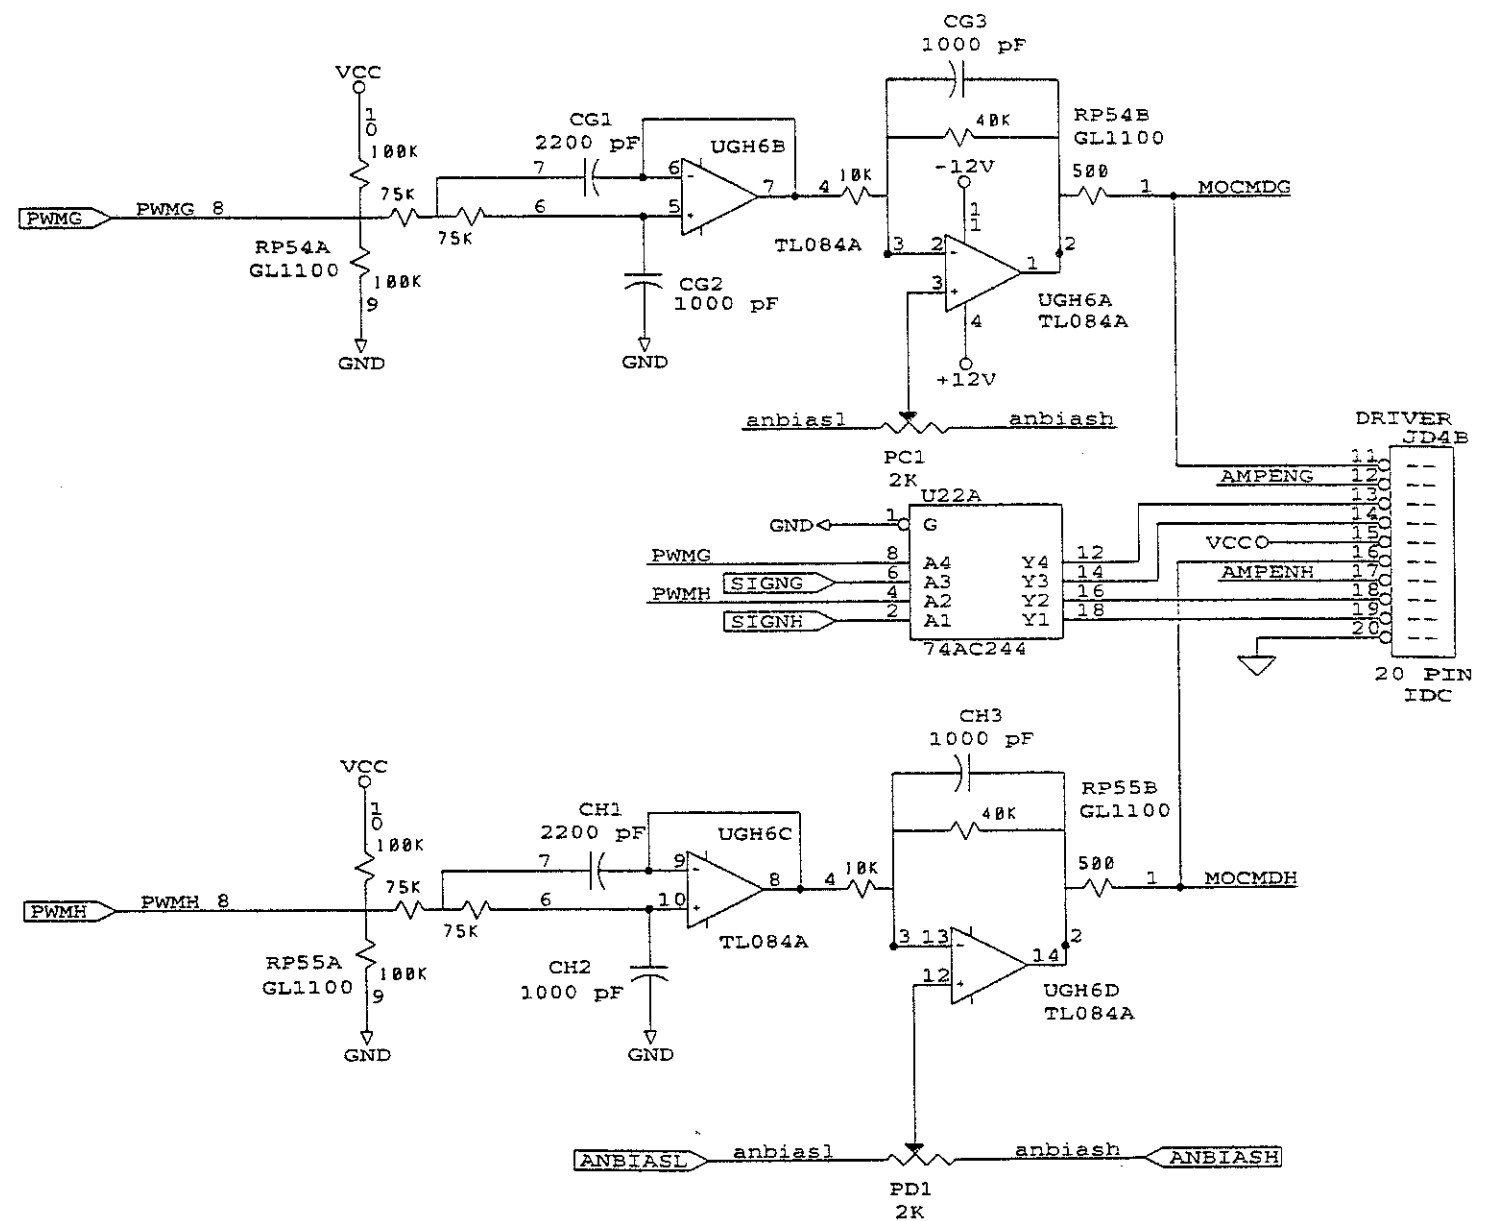 CG3
1000 pF
VCC
10
100K
CG1
2200 pF
UGH6B
40K
RP54B
GL1100
-12V
7
6
7
4
10K
500
1
MOCMDG
PWMG
PWMG 8
75K
75K
6
5
11
RP54A
GL1100
100K
9
TL084A
3
2
3
1
2
CG2
1000 pF
UGH6A
TL084A
4
GND
GND
+12V
anbiasl
anbiash
PC1
2K
DRIVER
JD4B
U22A
11
AMPENG
12
13
14
GND
1
G
VCC
15
16
PWMG
8
A4
Y4
12
SIGNG
6
A3
Y3
14
AMPENH
17
PWMH
4
A2
Y2
16
18
SIGNH
2
A1
Y1
18
19
20
74AC244
20 PIN
IDC
CH3
1000 pF
VCC
10
100K
CH1
2200 pF
UGH6C
40K
RP55B
GL1100
7
9
8
4
10K
500
1
MOCMDH
PWMH
PWMH 8
75K
75K
6
10
TL084A
RP55A
GL1100
100K
9
CH2
1000 pF
3
13
12
14
2
UGH6D
TL084A
GND
GND
ANBIASL
anbiasl
anbiash
ANBIASH
PD1
2K